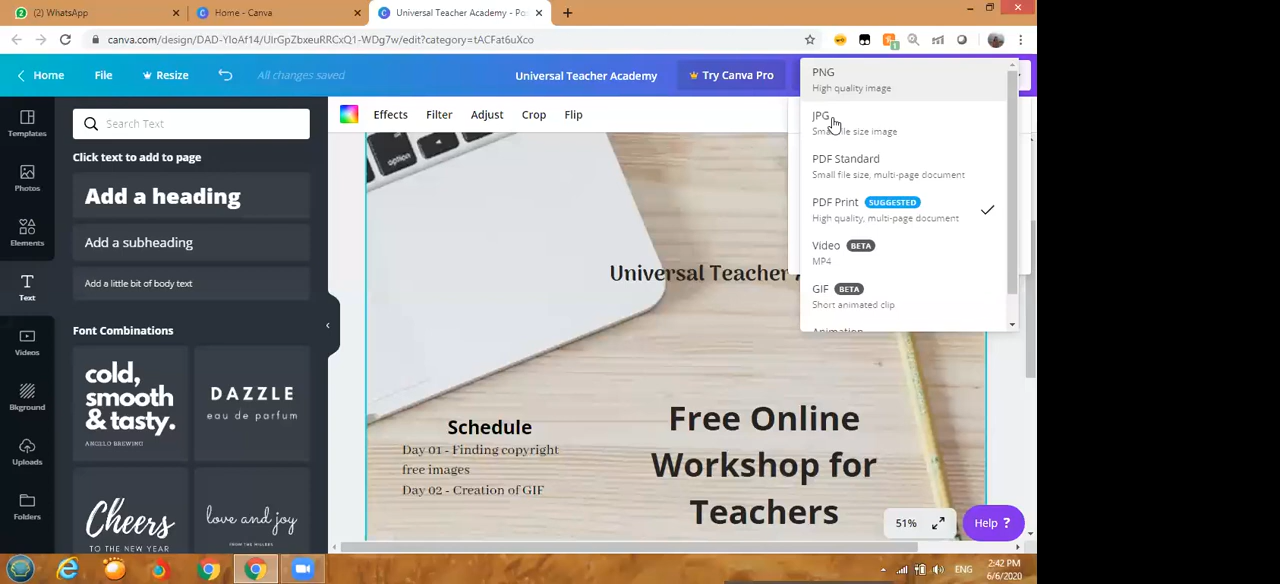 (2) WhatsApp
Home - Canva
Universal Teacher Academy - Po
canva.com/design/DAD-YIoAf14/UIrGpZbxeuRRCxQ1-WDg7w/edit?category=tACFat6uXco
Home
File
Resize
All changes saved
Universal Teacher Academy
Try Canva Pro
Templates
Photos
Elements
Text
Videos
Bkground
Uploads
Folders
Search Text
Click text to add to page
Add a heading
Add a subheading
Add a little bit of body text
Font Combinations
cold,
smooth
& tasty.
ANGELO BREWING
DAZZLE
eau de parfum
Cheers
TO THE NEW YEAR
love and joy
Effects
Filter
Adjust
Crop
Flip
option
Universal Teacher
Schedule
Day 01 - Finding copyright
free images
Day 02 - Creation of GIF
Free Online
Workshop for
Teachers
PNG
High quality image
JPG
Small file size image
PDF Standard
Small file size, multi-page document
PDF Print SUGGESTED
High quality, multi-page document
Video BETA
MP4
GIF BETA
Short animated clip
Animation
51%
Help ?
ENG
2:42 PM
6/6/2020